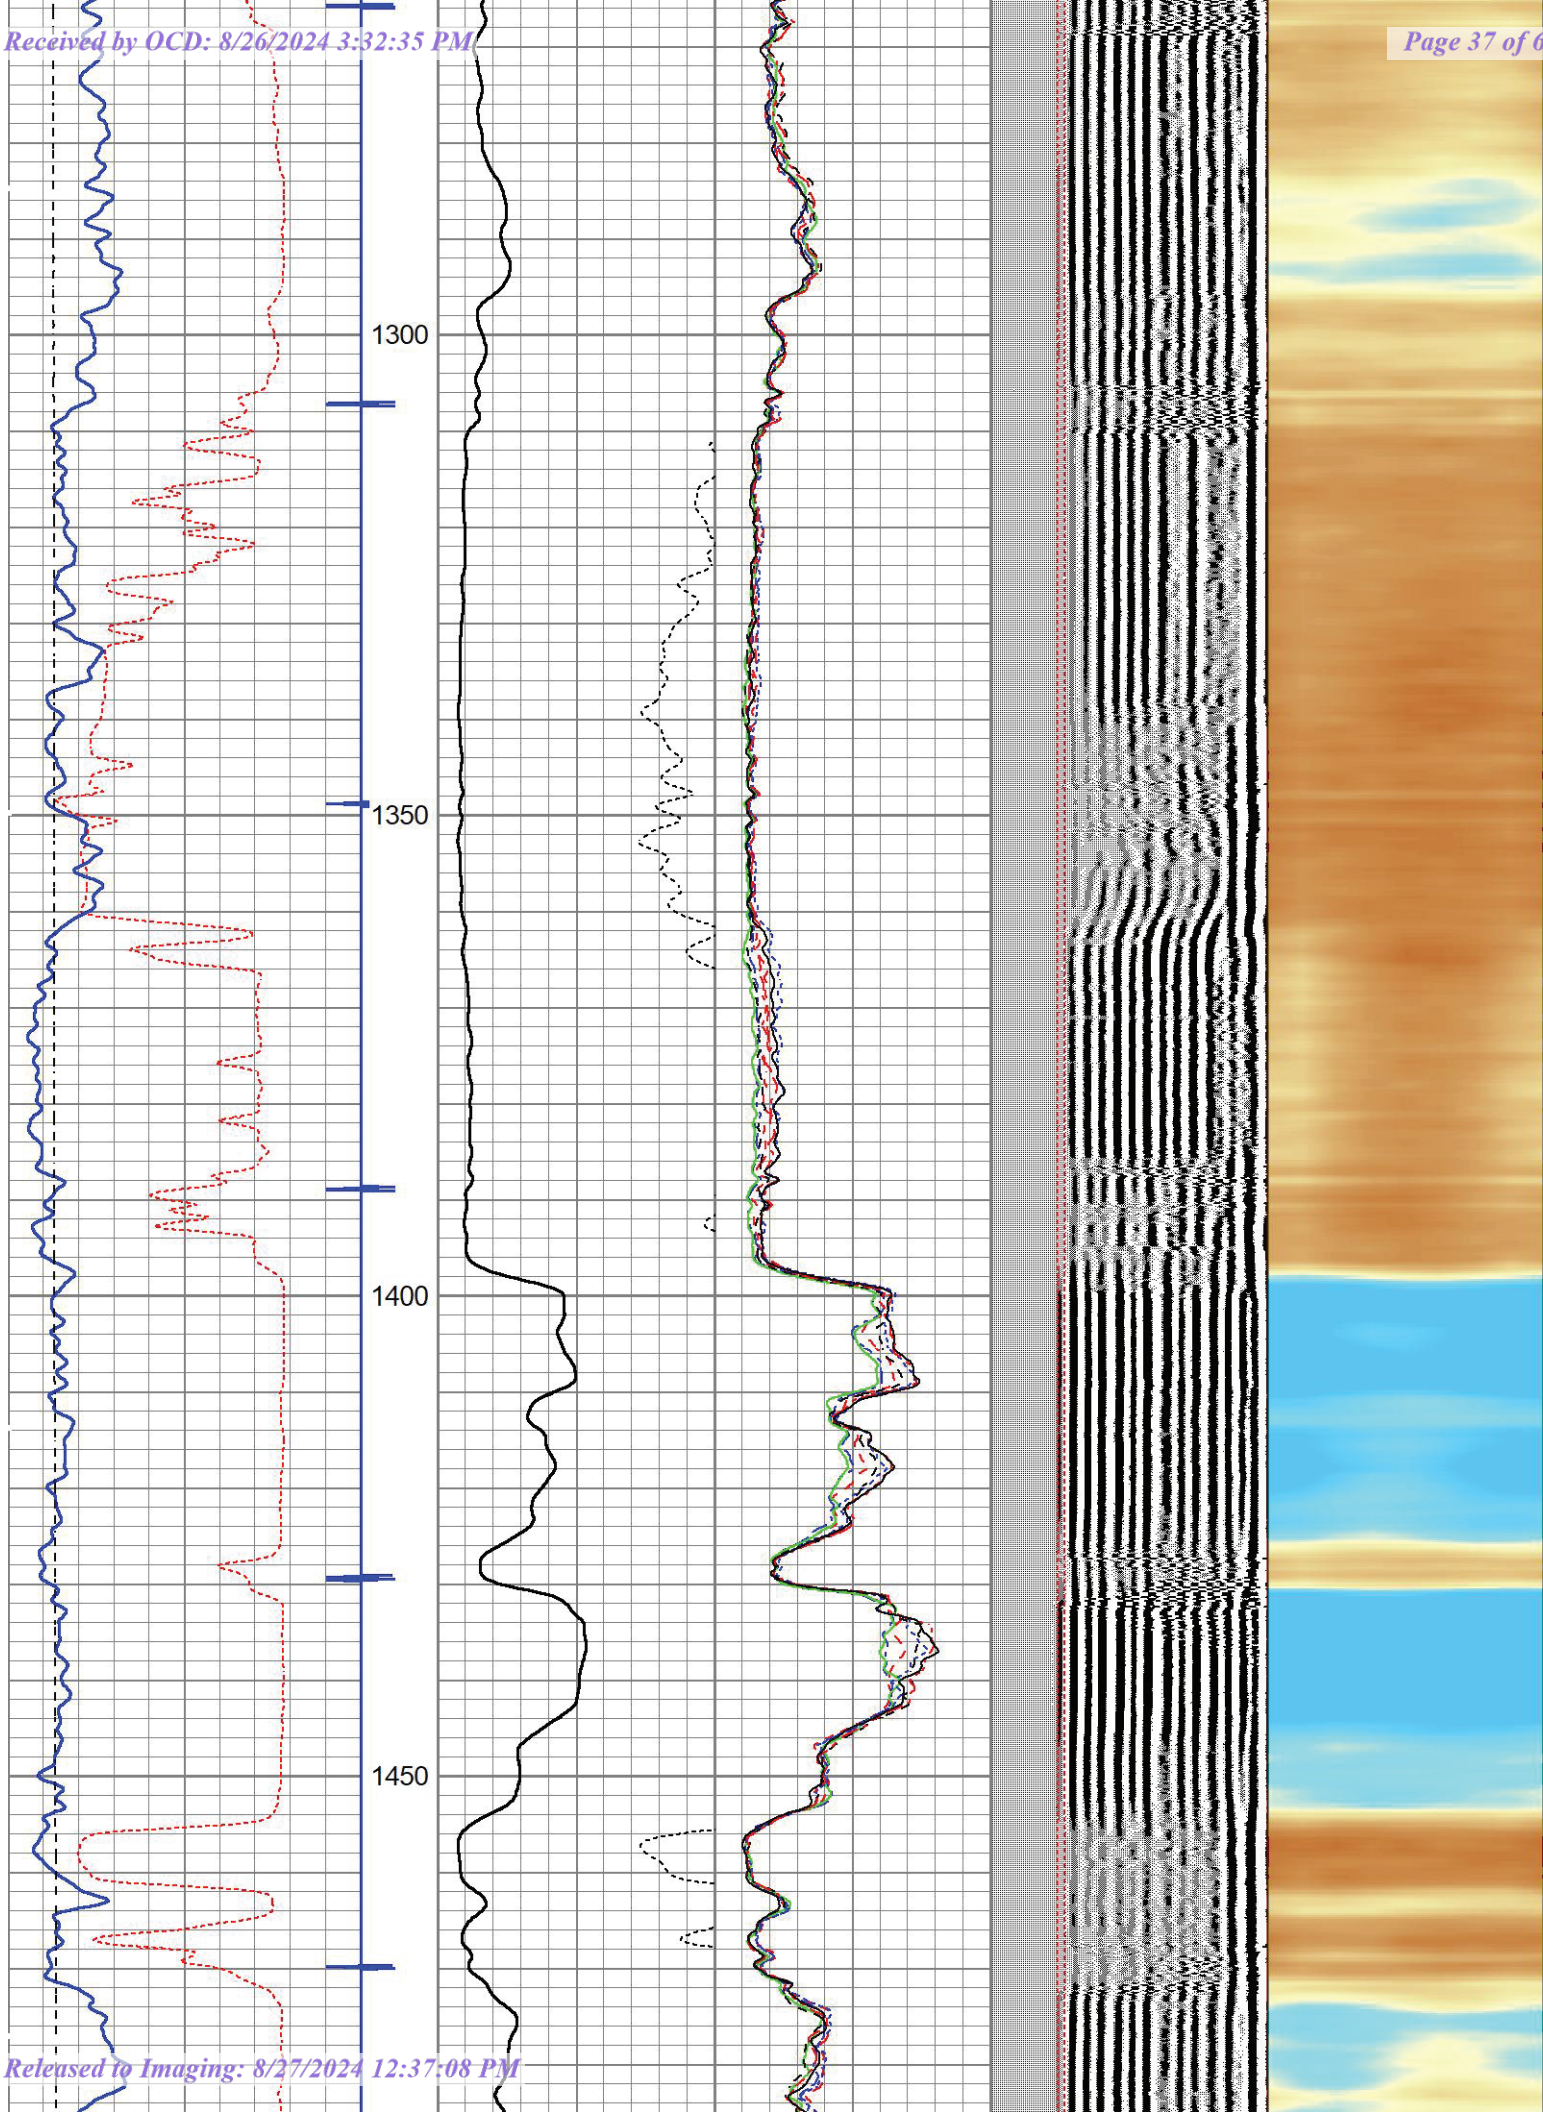 Received by OCD: 8/26/2024 3:32:35 PM
Page 37 of 6
1300
1350
1400
1450
Released to Imaging: 8/27/2024 12:37:08 PM